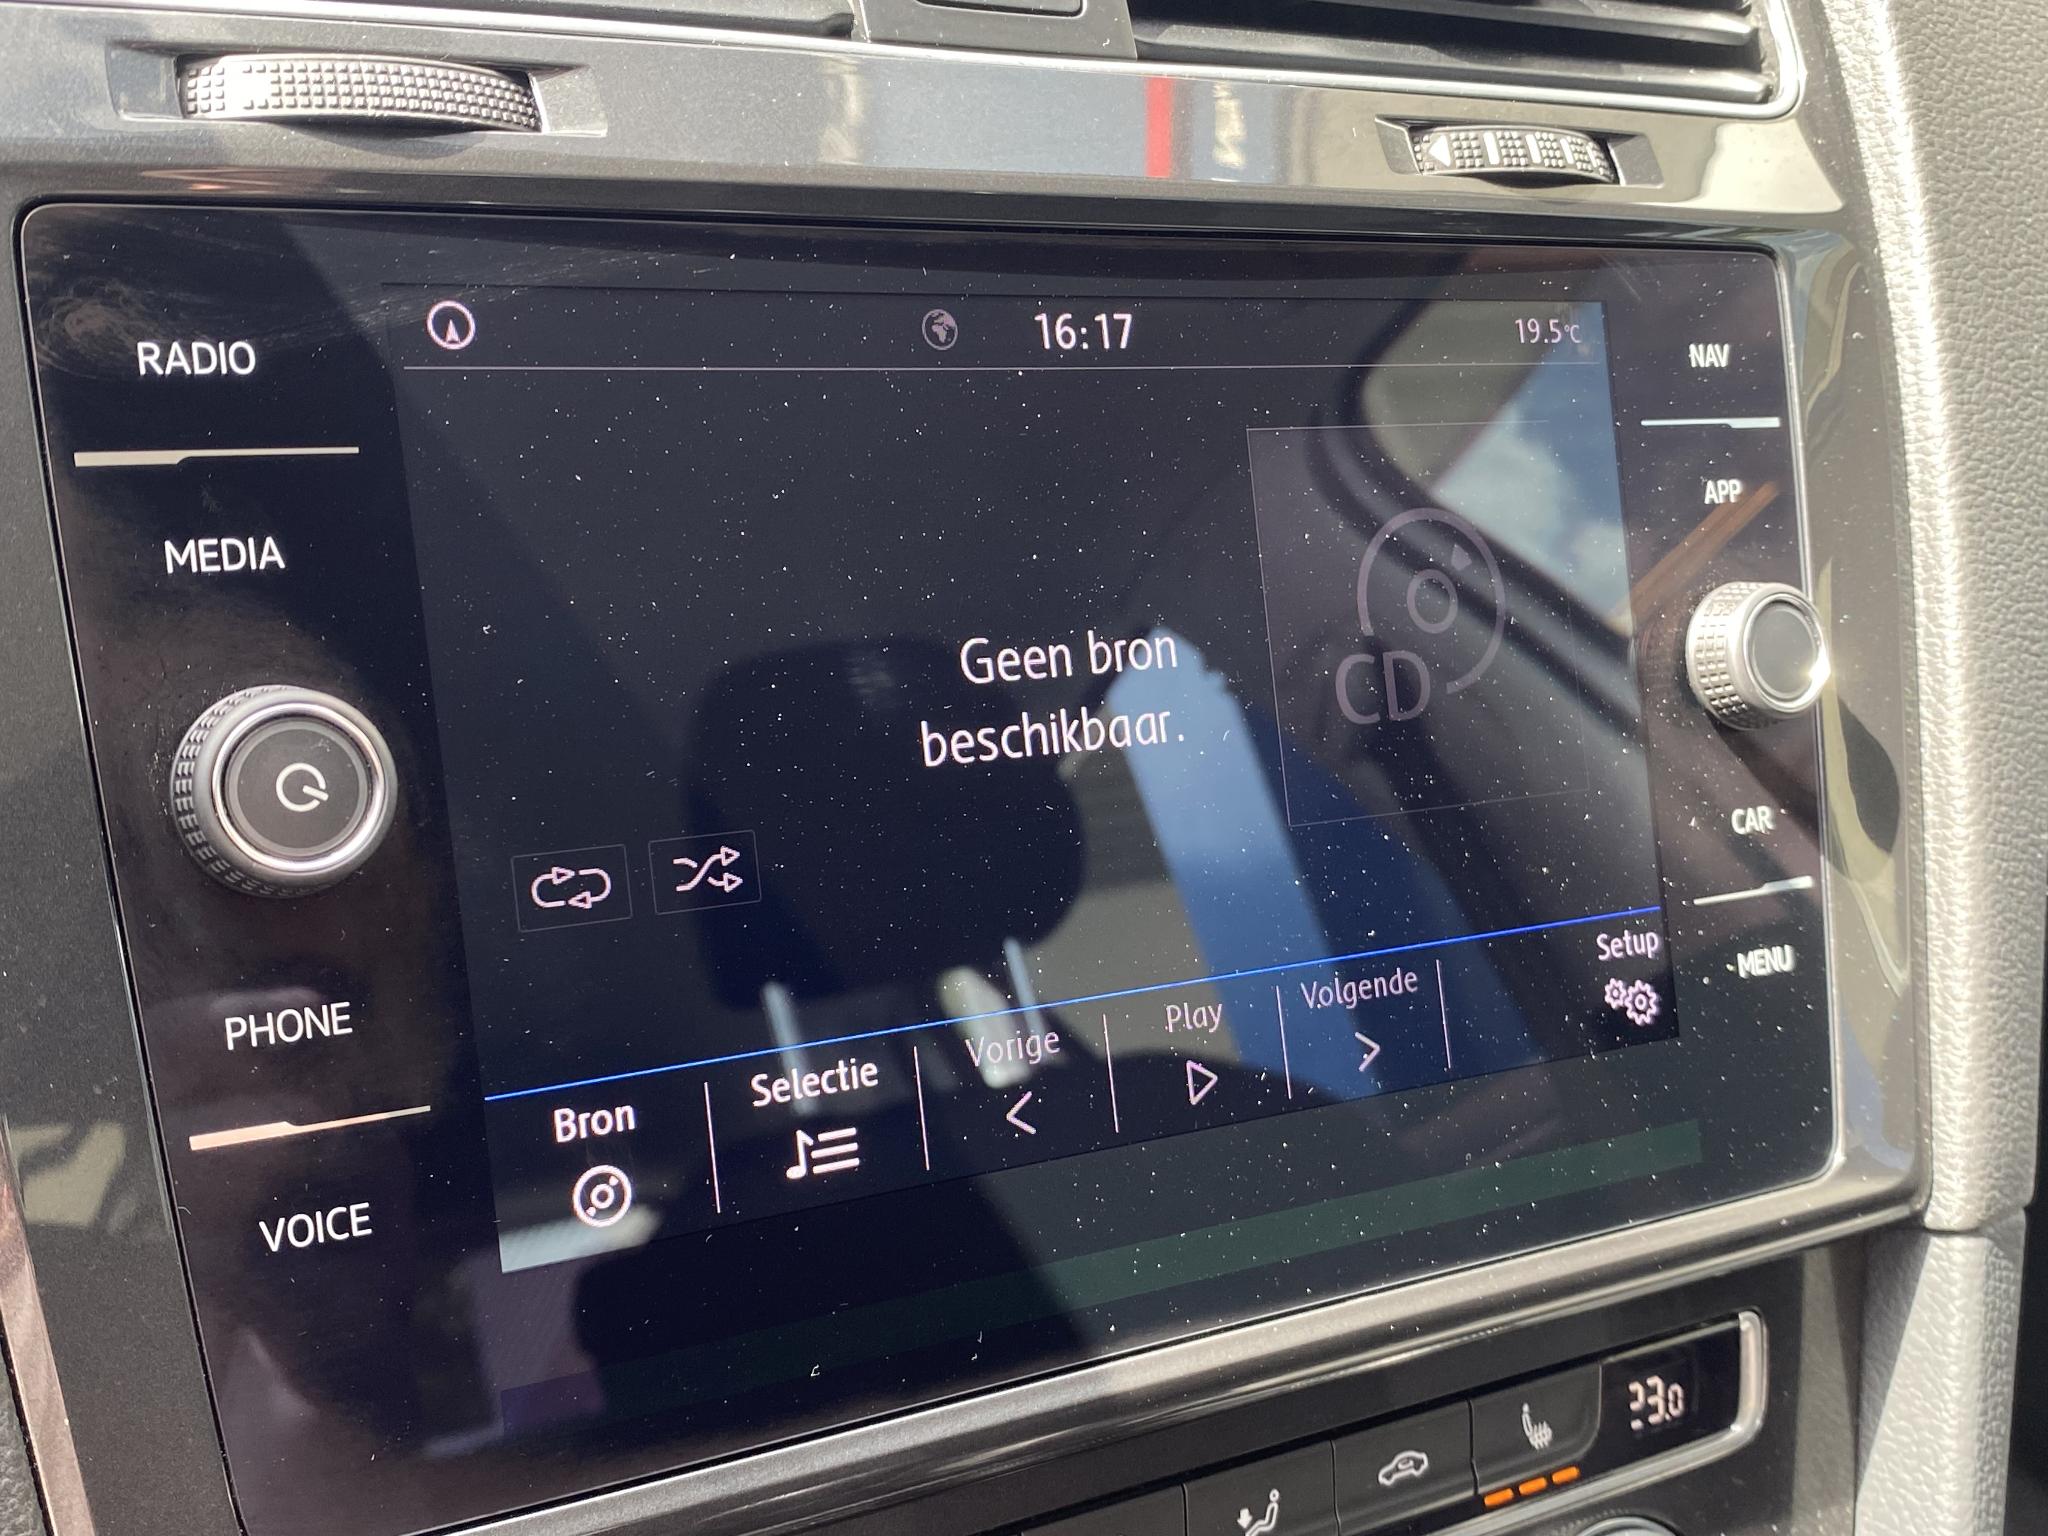 RADIO
MEDIA
PHONE
VOICE
16:17
19.5°C
Geen bron
beschikbaar.
CD
Bron
Selectie
Vorige
Play
Volgende
Setup
NAV
APP
CAR
MENU
23.0